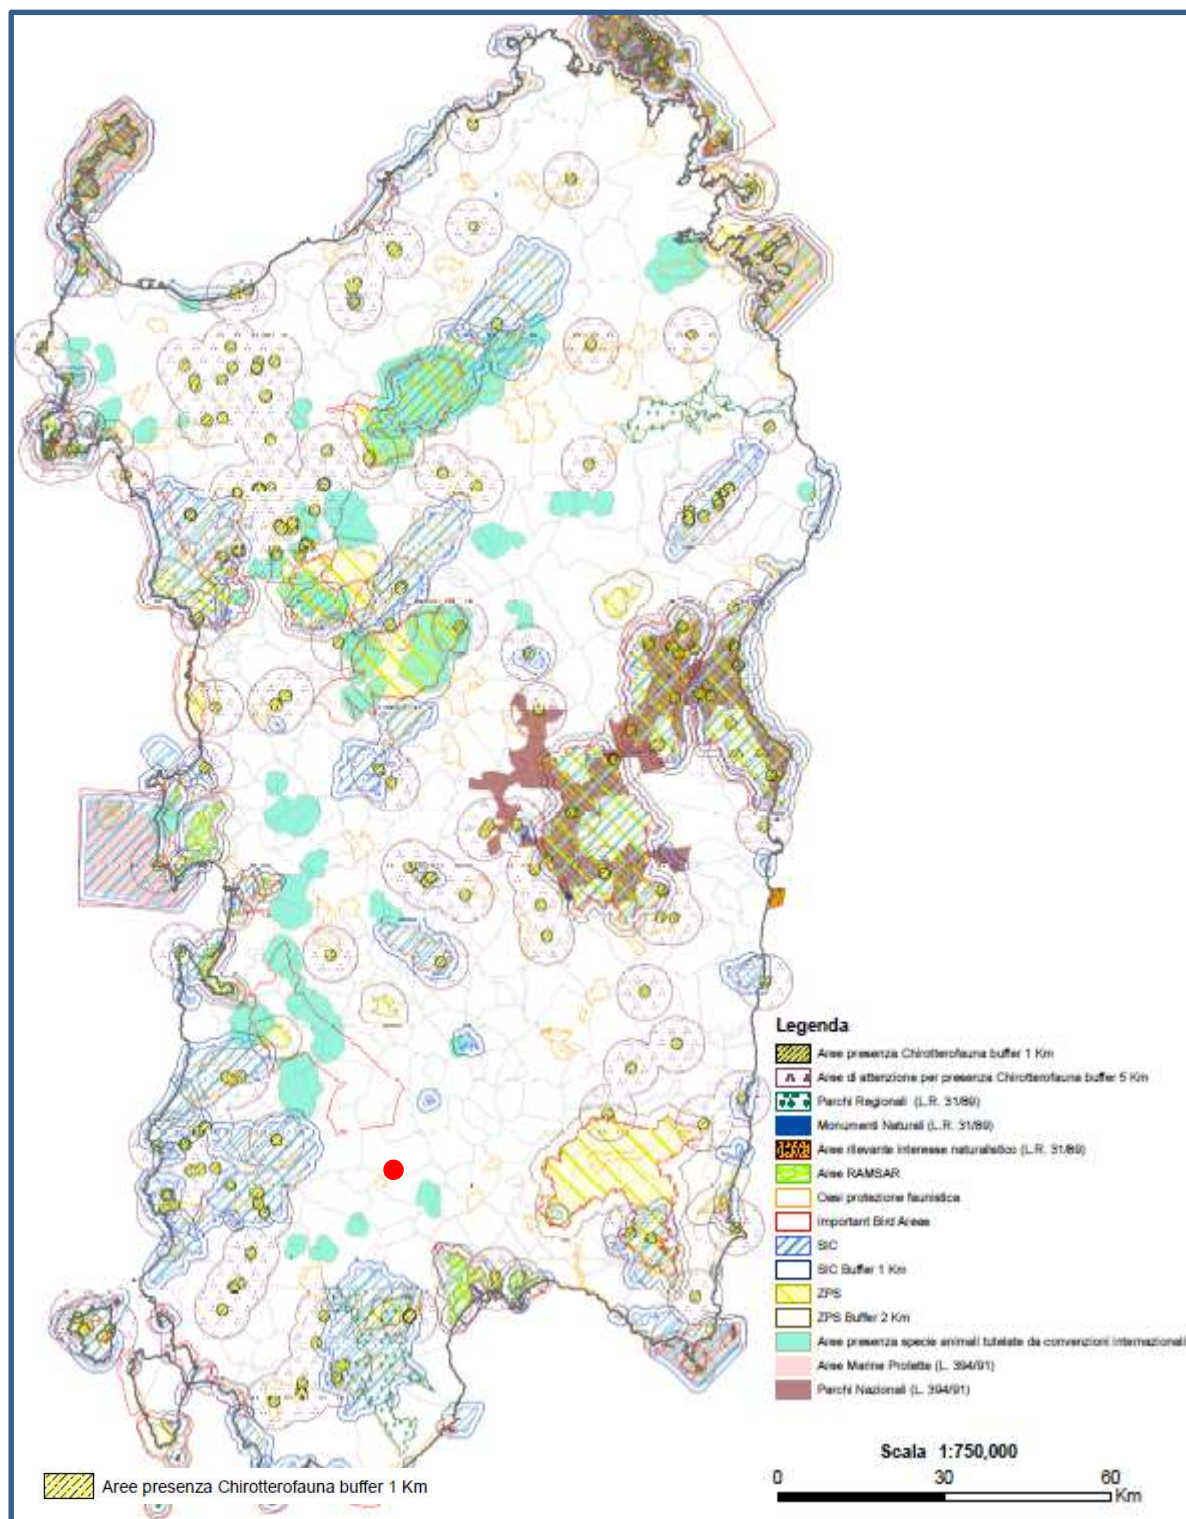 Legenda
Aree presenza Chirotterofauna buffer 1 Km
Aree di attenzione per presenza Chirotterofauna buffer 5 Km
Parchi Regionali (L.R. 31/89)
Monumenti Naturali (L.R. 31/89)
Aree rilevante interesse naturalistico (L.R. 31/89)
Aree RAMSAR
Oasi protezione faunistica
Important Bird Areas
SIC
SIC Buffer 1 Km
ZPS
ZPS Buffer 2 Km
Aree presenza specie animali tutelate da convenzioni internazionali
Aree Marine Protette (L. 394/91)
Parchi Nazionali (L. 394/91)
Scala 1:750,000
0 30 60
Km
Aree presenza Chirotterofauna buffer 1 Km